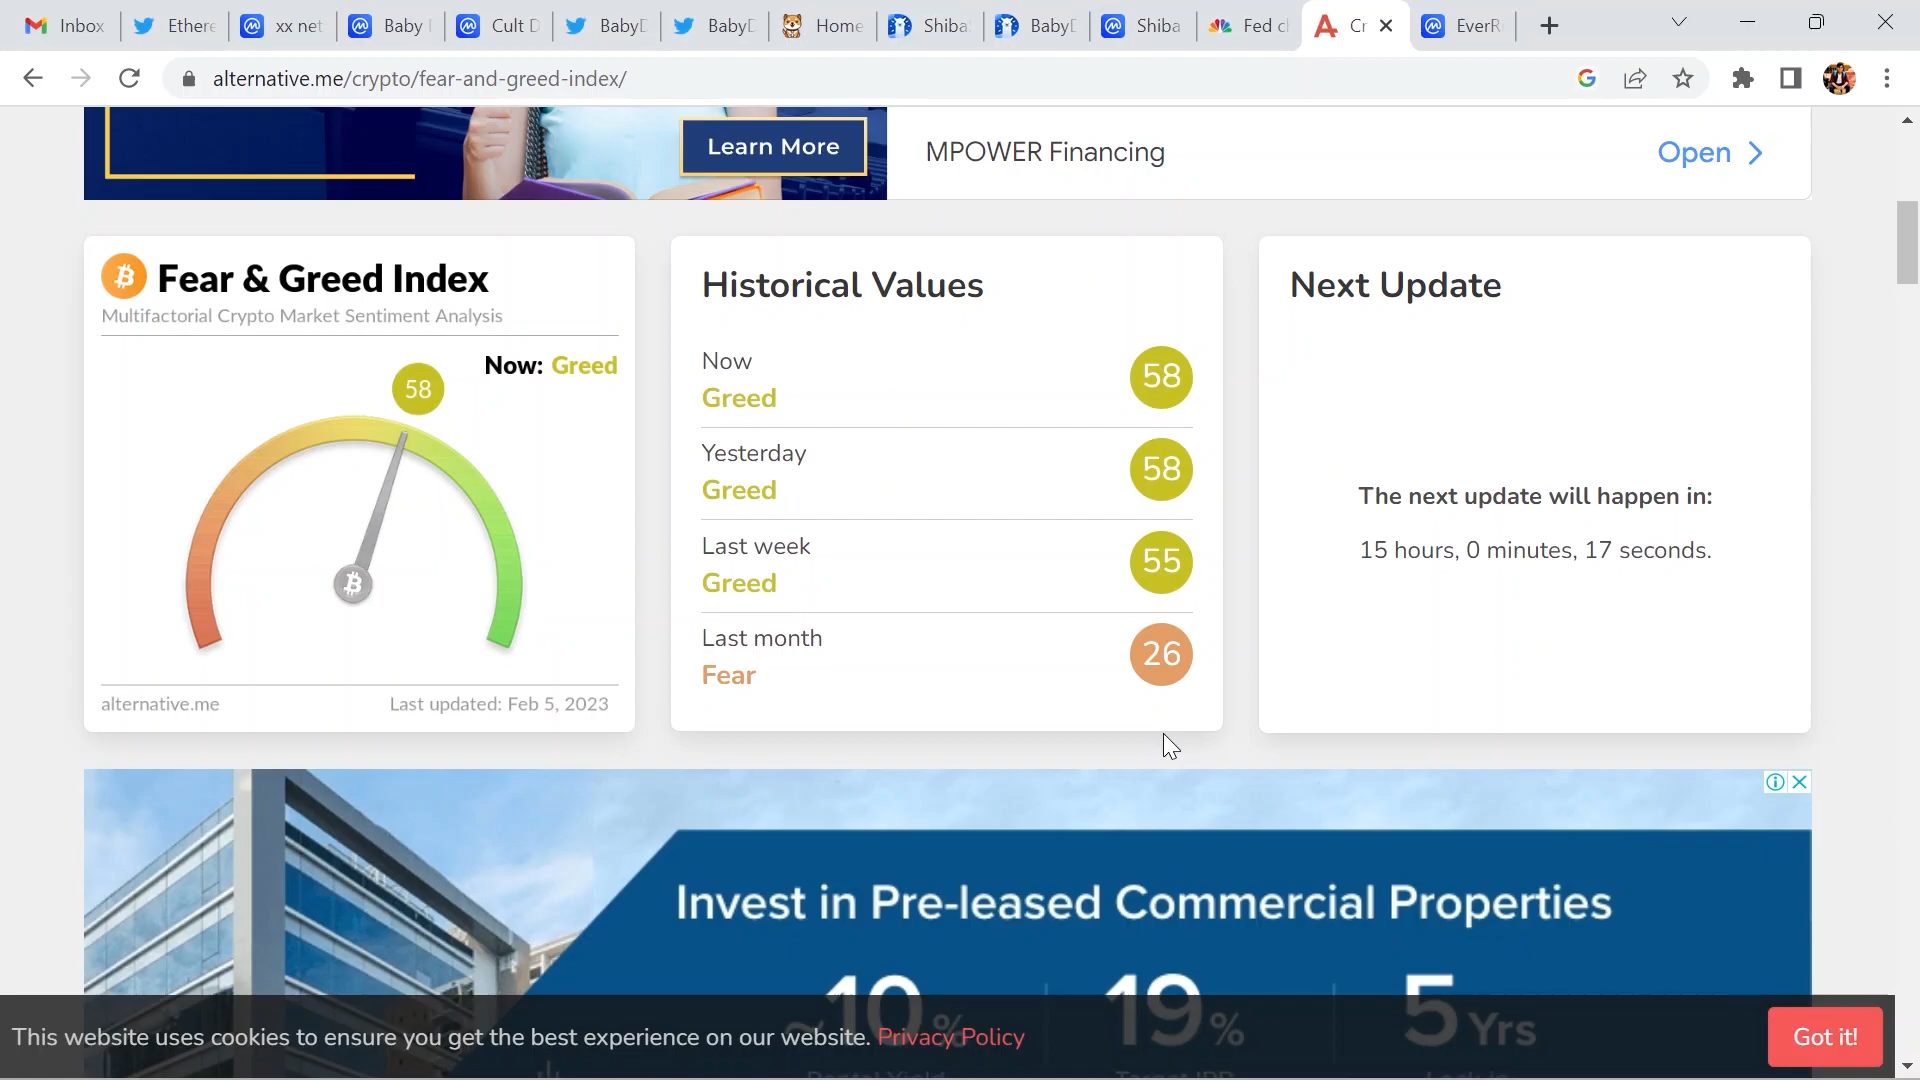 Inbox
Ethere
xx net
Baby
Cult D
BabyD
BabyD
Home
Shiba
BabyD
Shiba
Fed ch
Cr
EverR
alternative.me/crypto/fear-and-greed-index/
Learn More
MPOWER Financing
Open
Fear & Greed Index
Multifactorial Crypto Market Sentiment Analysis
Now: Greed
58
alternative.me
Last updated: Feb 5, 2023
Historical Values
Now
Greed
58
Yesterday
Greed
58
Last week
Greed
55
Last month
Fear
26
Next Update
The next update will happen in:
15 hours, 0 minutes, 17 seconds.
Invest in Pre-leased Commercial Properties
~10%
19%
5 Yrs
This website uses cookies to ensure you get the best experience on our website. Privacy Policy
Got it!